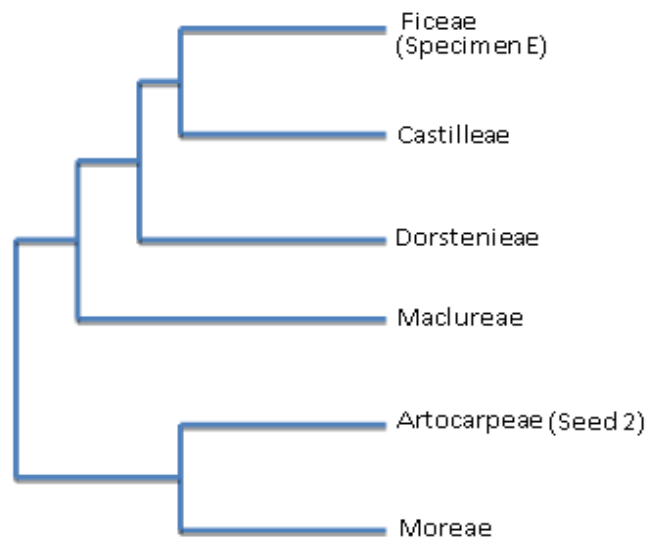 Ficeae
(Specimen E)
Castilleae
Dorstenieae
Maclureae
Artocarpeae (Seed 2)
Moreae